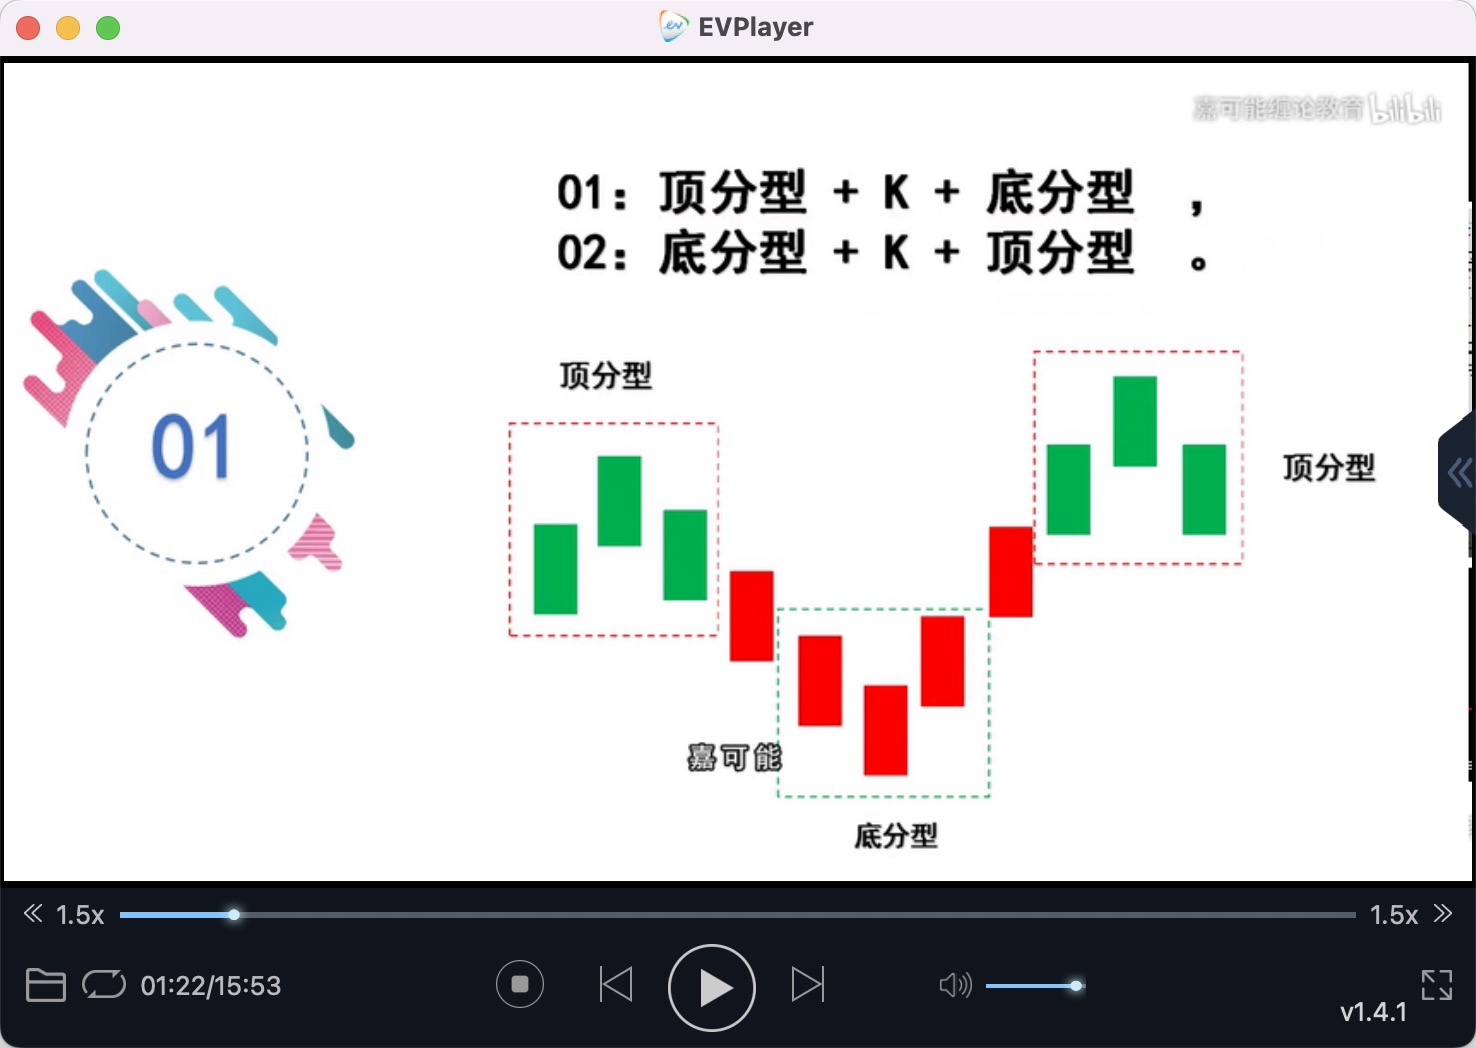 EVPlayer
嘉可能缠论教育 bilibili
01：顶分型 + K + 底分型 ，
02：底分型 + K + 顶分型 。
顶分型
01
顶分型
嘉可能
底分型
1.5x
1.5x
01:22/15:53
v1.4.1